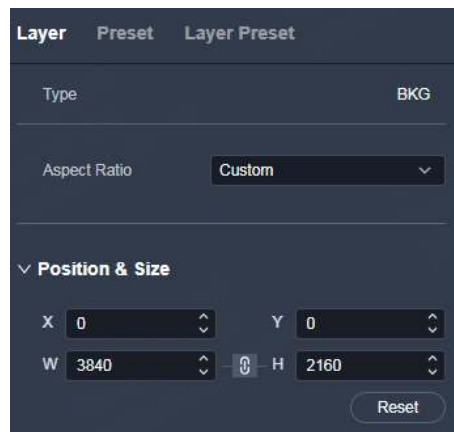 Layer Preset Layer Preset
Type BKG
Aspect Ratio Custom
Position & Size
X 0 Y 0
W 3840 H 2160
Reset